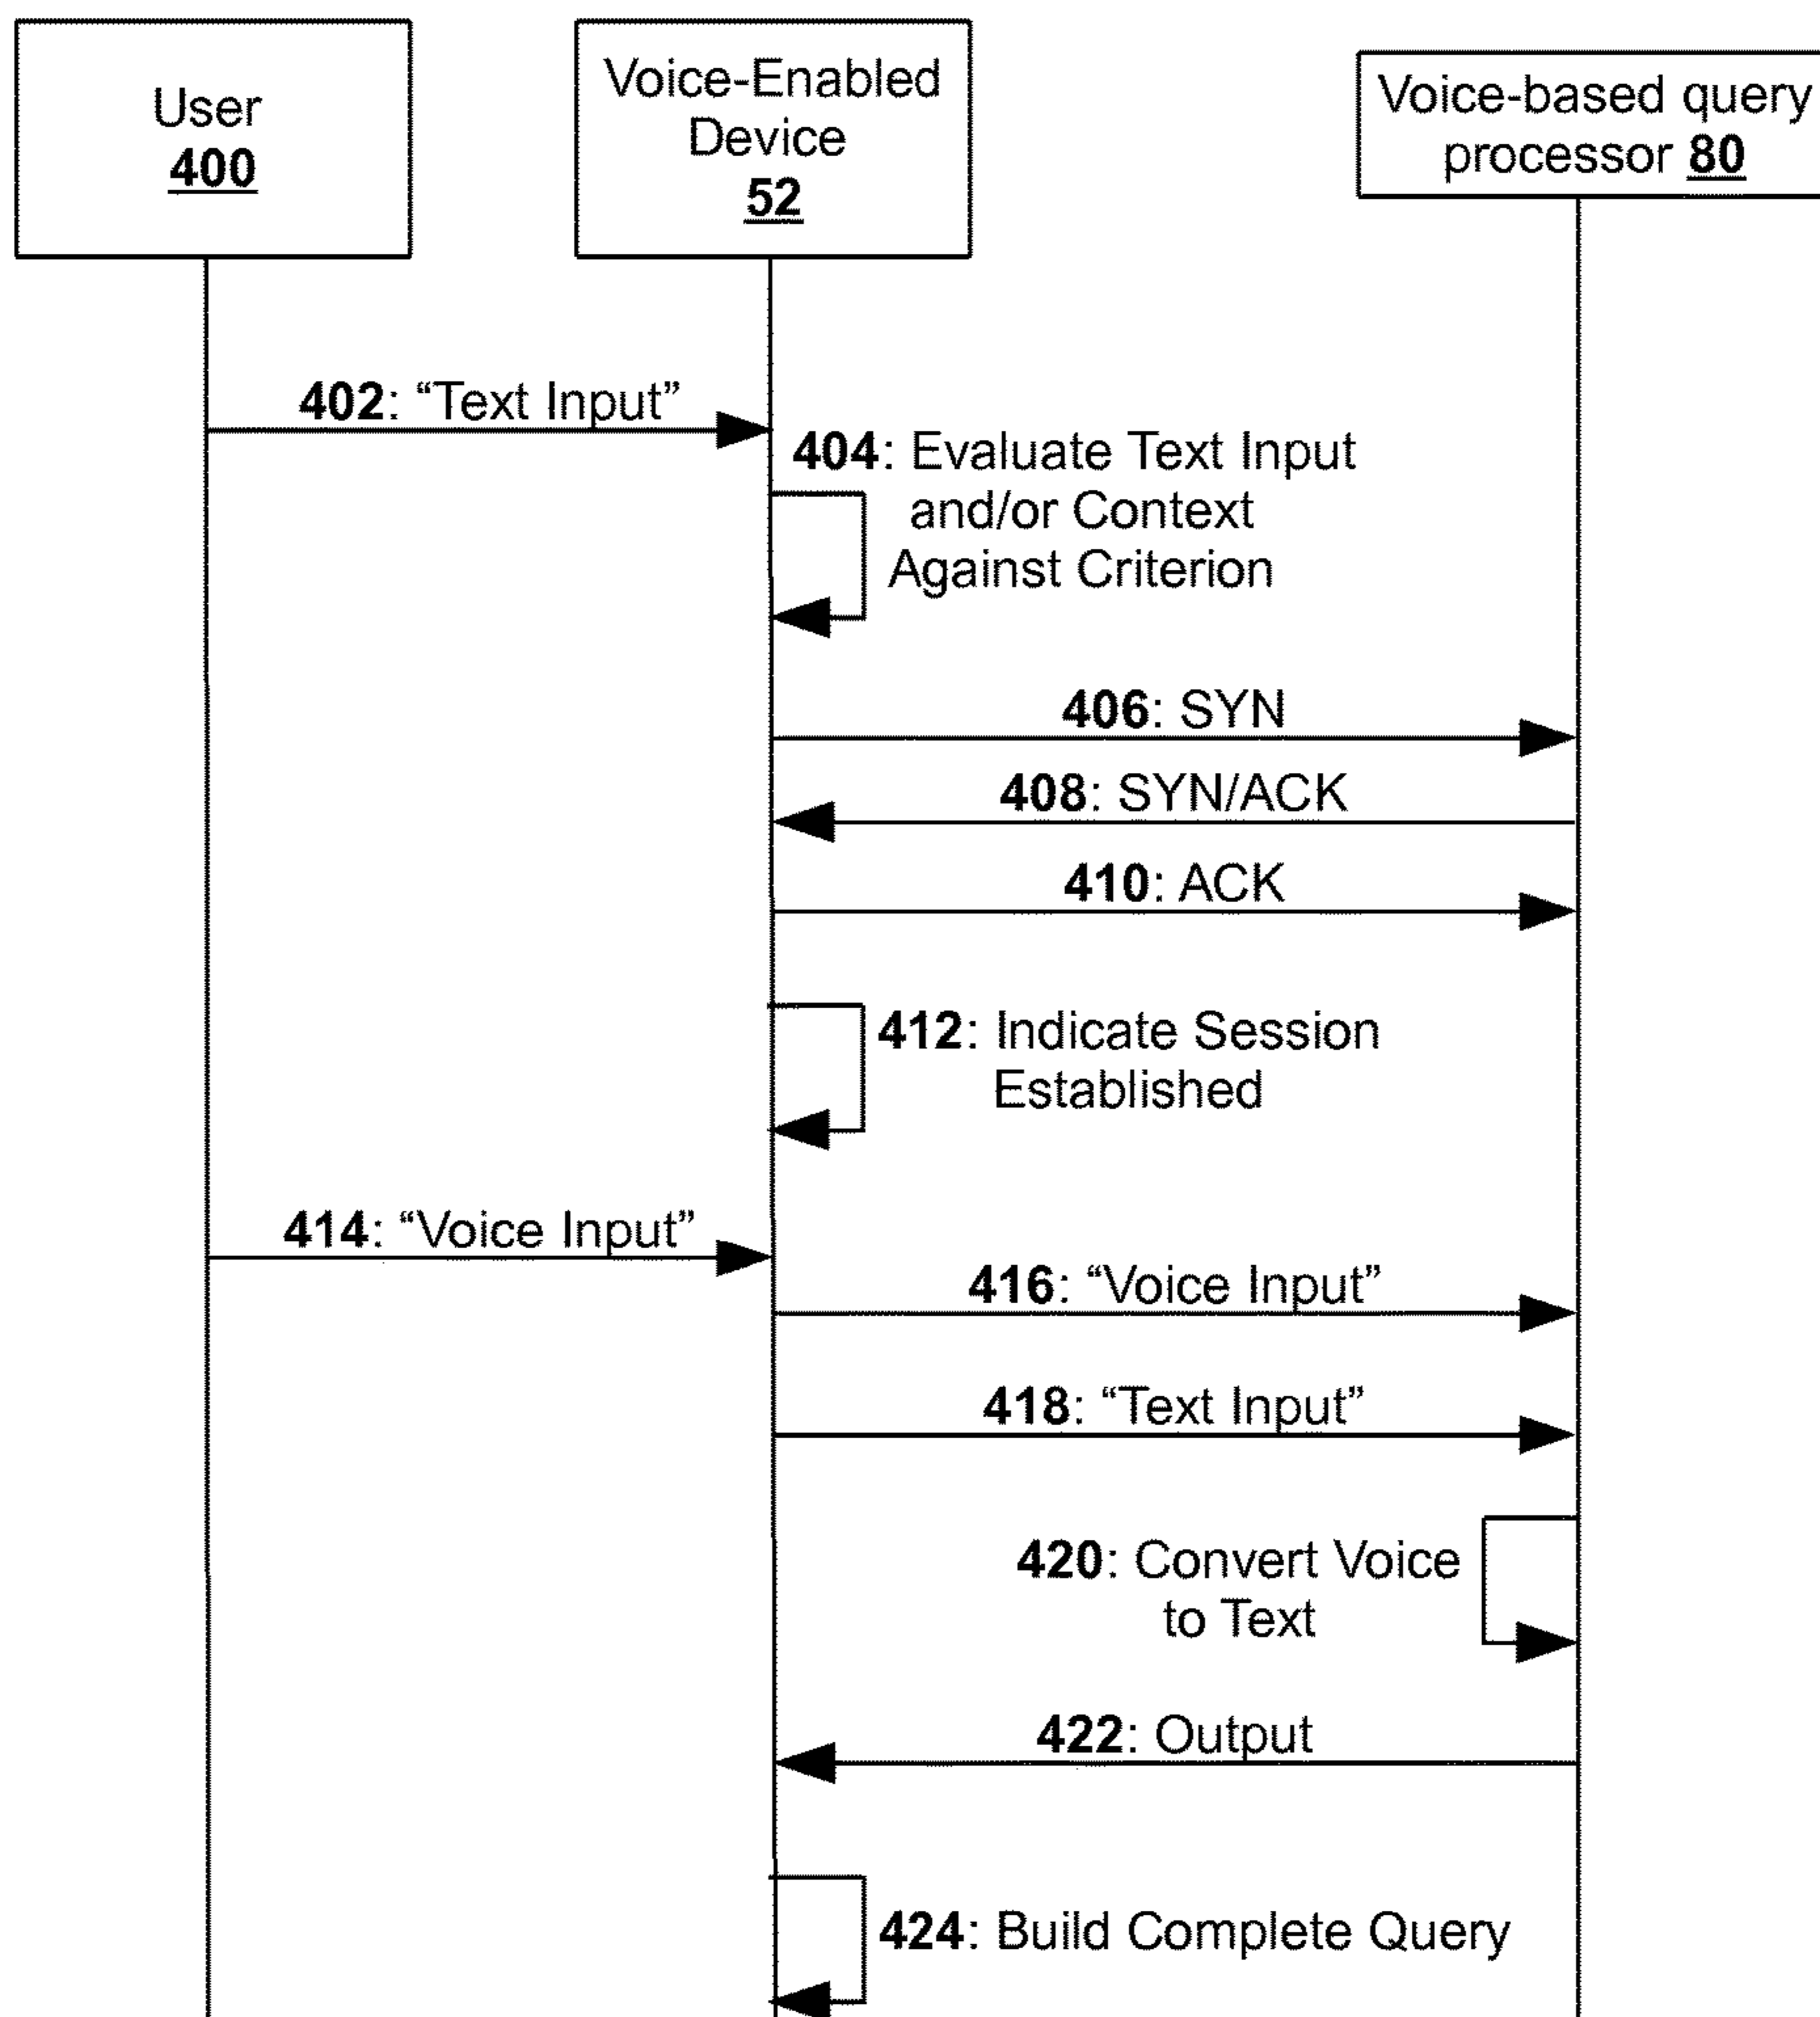 User
400
Voice-Enabled
Device
52
Voice-based query
processor 80
402: “Text Input”
404: Evaluate Text Input
and/or Context
Against Criterion
406: SYN
408: SYN/ACK
410: ACK
412: Indicate Session
Established
414: “Voice Input”
416: “Voice Input”
418: “Text Input”
420: Convert Voice
to Text
422: Output
424: Build Complete Query